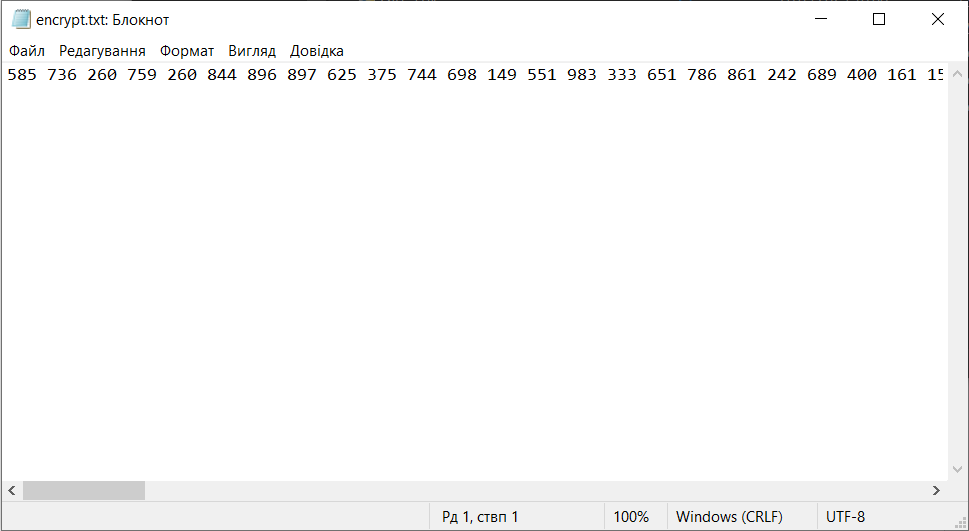 encrypt.txt: Блокнот
Файл Редагування Формат Вигляд Довідка
585 736 260 759 260 844 896 897 625 375 744 698 149 551 983 333 651 786 861 242 689 400 161 15
Рд 1, ствп 1 100% Windows (CRLF) UTF-8